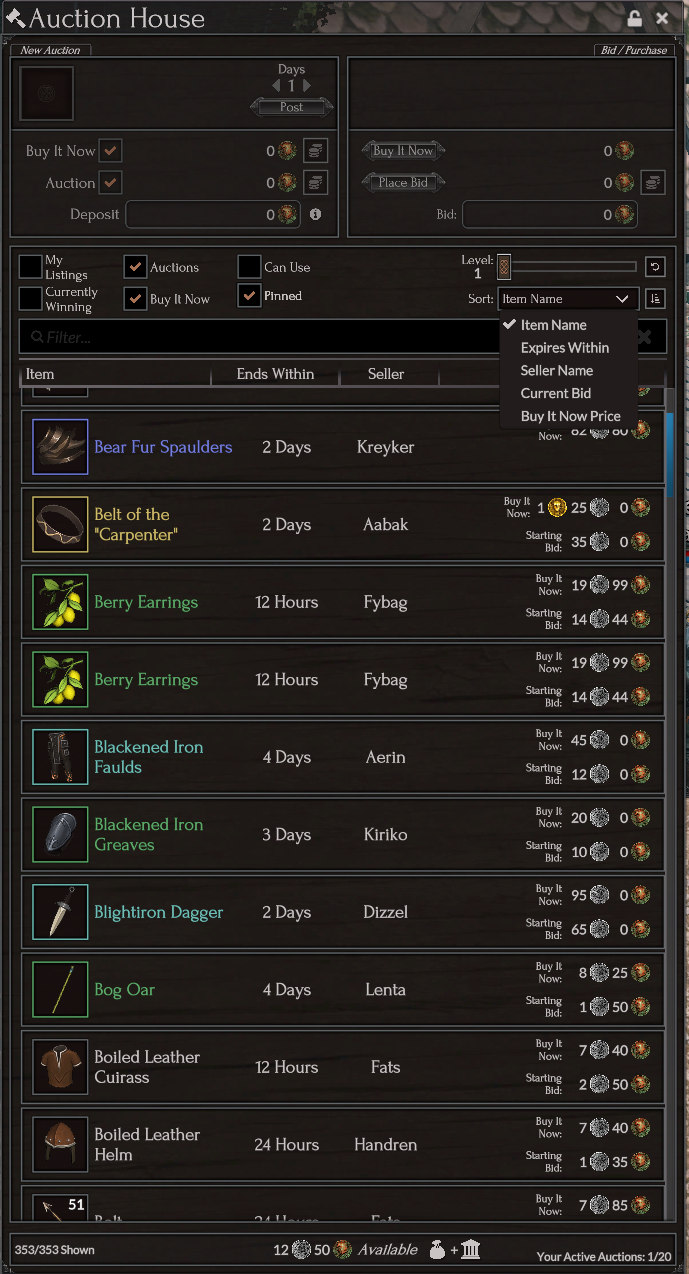 Auction House
New Auction
Bid / Purchase
Days
1
Post
Buy It Now 0
Auction 0
Deposit 0
Buy It Now 0
Place Bid 0
Bid: 0
My Listings
Auctions
Can Use
Level: 1
Currently Winning
Buy It Now
Pinned
Sort: Item Name
Filter...
Item Name
Expires Within
Seller Name
Current Bid
Buy It Now Price
Item Ends Within Seller
Bear Fur Spaulders 2 Days Kreyker
Now: 82 80
Belt of the
"Carpenter"
2 Days Aabak
Buy It Now: 1 25 0
Starting Bid: 35 0
Berry Earrings 12 Hours Fybag
Buy It Now: 19 99
Starting Bid: 14 44
Berry Earrings 12 Hours Fybag
Buy It Now: 19 99
Starting Bid: 14 44
Blackened Iron
Faulds
4 Days Aerin
Buy It Now: 45 0
Starting Bid: 12 0
Blackened Iron
Greaves
3 Days Kiriko
Buy It Now: 20 0
Starting Bid: 10 0
Blightiron Dagger 2 Days Dizzel
Buy It Now: 95 0
Starting Bid: 65 0
Bog Oar 4 Days Lenta
Buy It Now: 8 25
Starting Bid: 1 50
Boiled Leather
Cuirass
12 Hours Fats
Buy It Now: 7 40
Starting Bid: 2 50
Boiled Leather
Helm
24 Hours Handren
Buy It Now: 7 40
Starting Bid: 1 35
51
Bolt 24 Hours Fats
Buy It Now: 7 85
353/353 Shown
12 50 Available +
Your Active Auctions: 1/20